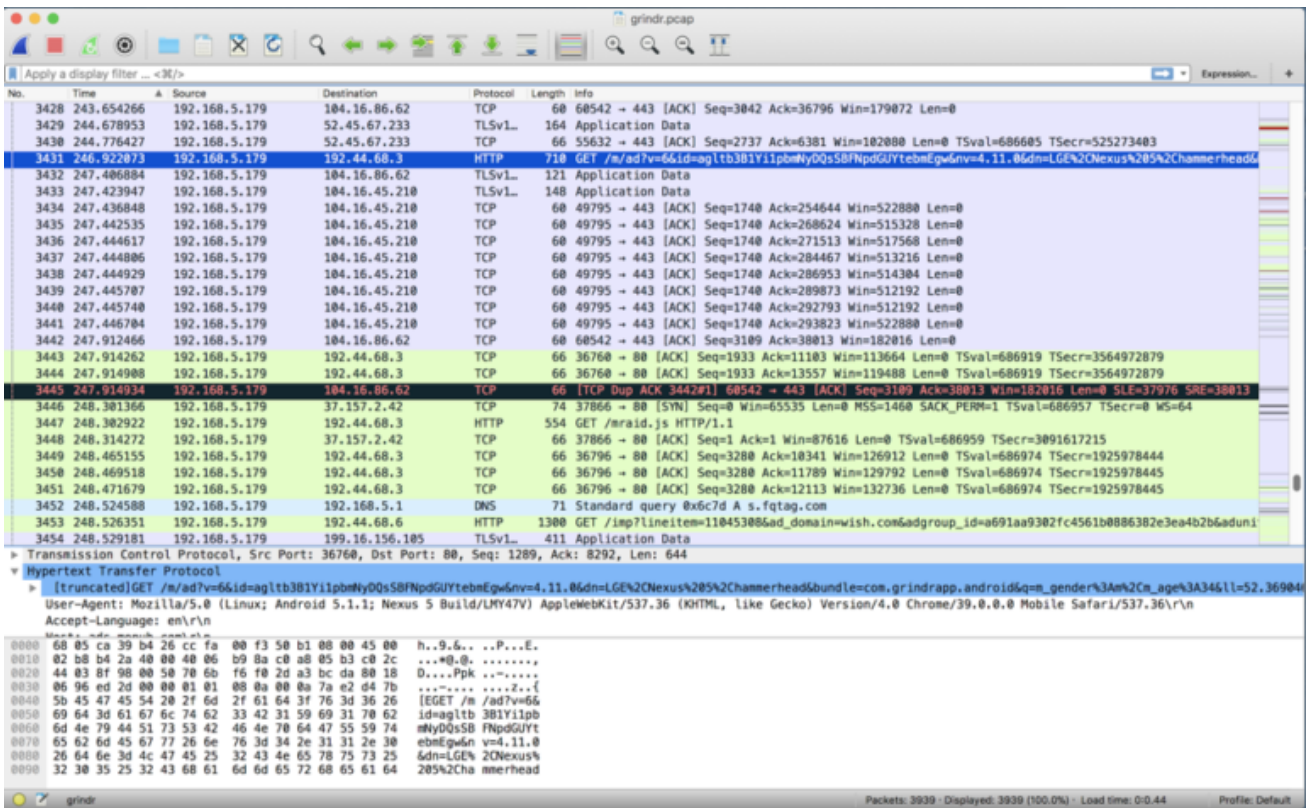 grindr.pcap
Apply a display filter ... <⌘/>
Expression...
+
No. Time Source Destination Protocol Length Info
3428 243.654266 192.168.5.179 104.16.86.62 TCP 60 60542 → 443 [ACK] Seq=3042 Ack=36796 Win=179072 Len=0
3429 244.678953 192.168.5.179 52.45.67.233 TLSv1… 164 Application Data
3430 244.776427 192.168.5.179 52.45.67.233 TCP 66 55632 → 443 [ACK] Seq=2737 Ack=6381 Win=102080 Len=0 TSval=686605 TSecr=525273403
3431 246.922073 192.168.5.179 192.44.68.3 HTTP 710 GET /m/ad?v=6&id=agltb3B1Yi1pbmNyDQsSBFNpdGUYtebmEgw&nv=4.11.0&dn=LGE%2CNexus%205%2Chammerhead&
3432 247.406884 192.168.5.179 104.16.86.62 TLSv1… 121 Application Data
3433 247.423947 192.168.5.179 104.16.45.210 TLSv1… 148 Application Data
3434 247.436848 192.168.5.179 104.16.45.210 TCP 60 49795 → 443 [ACK] Seq=1740 Ack=254644 Win=522880 Len=0
3435 247.442535 192.168.5.179 104.16.45.210 TCP 60 49795 → 443 [ACK] Seq=1740 Ack=268624 Win=515328 Len=0
3436 247.444617 192.168.5.179 104.16.45.210 TCP 60 49795 → 443 [ACK] Seq=1740 Ack=271513 Win=517568 Len=0
3437 247.444806 192.168.5.179 104.16.45.210 TCP 60 49795 → 443 [ACK] Seq=1740 Ack=284467 Win=513216 Len=0
3438 247.444929 192.168.5.179 104.16.45.210 TCP 60 49795 → 443 [ACK] Seq=1740 Ack=286953 Win=514304 Len=0
3439 247.445707 192.168.5.179 104.16.45.210 TCP 60 49795 → 443 [ACK] Seq=1740 Ack=289873 Win=512192 Len=0
3440 247.445740 192.168.5.179 104.16.45.210 TCP 60 49795 → 443 [ACK] Seq=1740 Ack=292793 Win=512192 Len=0
3441 247.446704 192.168.5.179 104.16.45.210 TCP 60 49795 → 443 [ACK] Seq=1740 Ack=293823 Win=522880 Len=0
3442 247.912466 192.168.5.179 104.16.86.62 TCP 60 60542 → 443 [ACK] Seq=3109 Ack=38013 Win=182016 Len=0
3443 247.914262 192.168.5.179 192.44.68.3 TCP 66 36760 → 80 [ACK] Seq=1933 Ack=11103 Win=113664 Len=0 TSval=686919 TSecr=3564972879
3444 247.914908 192.168.5.179 192.44.68.3 TCP 66 36760 → 80 [ACK] Seq=1933 Ack=13557 Win=119488 Len=0 TSval=686919 TSecr=3564972879
3445 247.914934 192.168.5.179 104.16.86.62 TCP 66 [TCP Dup ACK 3442#1] 60542 → 443 [ACK] Seq=3109 Ack=38013 Win=182016 Len=0 SLE=37976 SRE=38013
3446 248.301366 192.168.5.179 37.157.2.42 TCP 74 37866 → 80 [SYN] Seq=0 Win=65535 Len=0 MSS=1460 SACK_PERM=1 TSval=686957 TSecr=0 WS=64
3447 248.302922 192.168.5.179 192.44.68.3 HTTP 554 GET /mraid.js HTTP/1.1
3448 248.314272 192.168.5.179 37.157.2.42 TCP 66 37866 → 80 [ACK] Seq=1 Ack=1 Win=87616 Len=0 TSval=686959 TSecr=3091617215
3449 248.465155 192.168.5.179 192.44.68.3 TCP 66 36796 → 80 [ACK] Seq=3280 Ack=10341 Win=126912 Len=0 TSval=686974 TSecr=1925978444
3450 248.469518 192.168.5.179 192.44.68.3 TCP 66 36796 → 80 [ACK] Seq=3280 Ack=11789 Win=129792 Len=0 TSval=686974 TSecr=1925978445
3451 248.471679 192.168.5.179 192.44.68.3 TCP 66 36796 → 80 [ACK] Seq=3280 Ack=12113 Win=132736 Len=0 TSval=686974 TSecr=1925978445
3452 248.524588 192.168.5.179 192.168.5.1 DNS 71 Standard query 0x6c7d A s.fqtag.com
3453 248.526351 192.168.5.179 192.44.68.6 HTTP 1300 GET /imp?lineitem=11045308&ad_domain=wish.com&adgroup_id=a691aa9302fc4561b0886382e3ea4b2b&aduni
3454 248.529181 192.168.5.179 199.16.156.105 TLSv1… 411 Application Data
Transmission Control Protocol, Src Port: 36760, Dst Port: 80, Seq: 1289, Ack: 8292, Len: 644
Hypertext Transfer Protocol
[truncated]GET /m/ad?v=6&id=agltb3B1Yi1pbmNyDQsSBFNpdGUYtebmEgw&nv=4.11.0&dn=LGE%2CNexus%205%2Chammerhead&bundle=com.grindrapp.android&q=m_gender%3Am%2Cm_age%3A34&ll=52.36904
User-Agent: Mozilla/5.0 (Linux; Android 5.1.1; Nexus 5 Build/LMY47V) AppleWebKit/537.36 (KHTML, like Gecko) Version/4.0 Chrome/39.0.0.0 Mobile Safari/537.36\r\n
Accept-Language: en\r\n
0000 68 05 ca 39 b4 26 cc fa 00 f3 50 b1 08 00 45 00 h..9.&.. ..P...E.
0010 02 b8 b4 2a 40 00 40 06 b9 8a c0 a8 05 b3 c0 2c ...*@.@. .......,
0020 44 03 8f 98 00 50 70 6b f6 f0 2d a3 bc da 80 18 D....Ppk ..-.....
0030 06 96 ed 2d 00 00 01 01 08 0a 00 0a 7a e2 d4 7b ...-.... ....z..{
0040 5b 45 47 45 54 20 2f 6d 2f 61 64 3f 76 3d 36 26 [EGET /m /ad?v=6&
0050 69 64 3d 61 67 6c 74 62 33 42 31 59 69 31 70 62 id=agltb 3B1Yi1pb
0060 6d 4e 79 44 51 73 53 42 46 4e 70 64 47 55 59 74 mNyDQsSB FNpdGUYt
0070 65 62 6d 45 67 77 26 6e 76 3d 34 2e 31 31 2e 30 ebmEgw&n v=4.11.0
0080 26 64 6e 3d 4c 47 45 25 32 43 4e 65 78 75 73 25 &dn=LGE% 2CNexus%
0090 32 30 35 25 32 43 68 61 6d 6d 65 72 68 65 61 64 205%2Cha mmerhead
grindr
Packets: 3939 · Displayed: 3939 (100.0%) · Load time: 0:0.44
Profile: Default